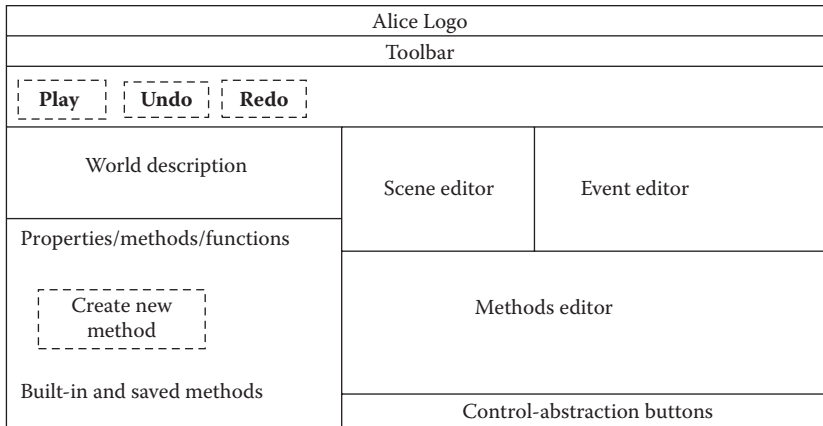 Alice Logo
Toolbar
Play Undo Redo
World description
Scene editor Event editor
Properties/methods/functions
Create new
method
Methods editor
Built-in and saved methods
Control-abstraction buttons